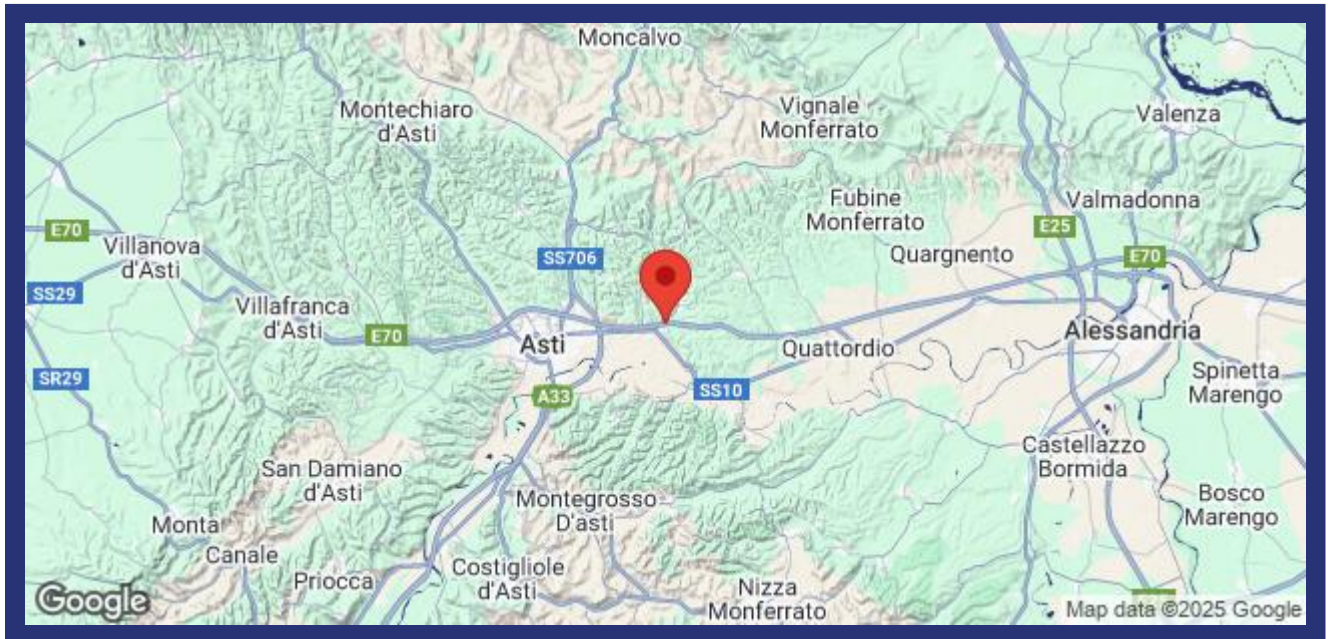 Moncalvo
Montechiaro
d'Asti
Vignale
Monferrato
Valenza
Fubine
Monferrato
Valmadonna
E70
Villanova
d'Asti
SS706
Quargnento
E25
E70
SS29
Villafranca
d'Asti
E70
Asti
Quattordio
Alessandria
SR29
A33
SS10
Spinetta
Marengo
San Damiano
d'Asti
Castellazzo
Bormida
Montegrosso
D'asti
Bosco
Marengo
Monta
Canale
Priocca
Costigliole
d'Asti
Nizza
Monferrato
Google
Map data ©2025 Google